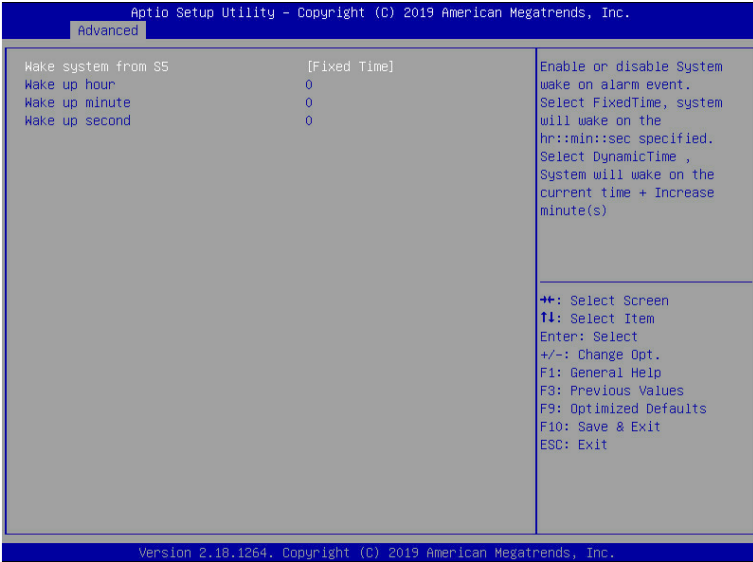 Aptio Setup Utility – Copyright (C) 2019 American Megatrends, Inc.
Advanced
Wake system from S5 [Fixed Time]
Wake up hour 0
Wake up minute 0
Wake up second 0
Enable or disable System
wake on alarm event.
Select FixedTime, system
will wake on the
hr::min::sec specified.
Select DynamicTime ,
System will wake on the
current time + Increase
minute(s)
→←: Select Screen
↑↓: Select Item
Enter: Select
+/-: Change Opt.
F1: General Help
F3: Previous Values
F9: Optimized Defaults
F10: Save & Exit
ESC: Exit
Version 2.18.1264. Copyright (C) 2019 American Megatrends, Inc.